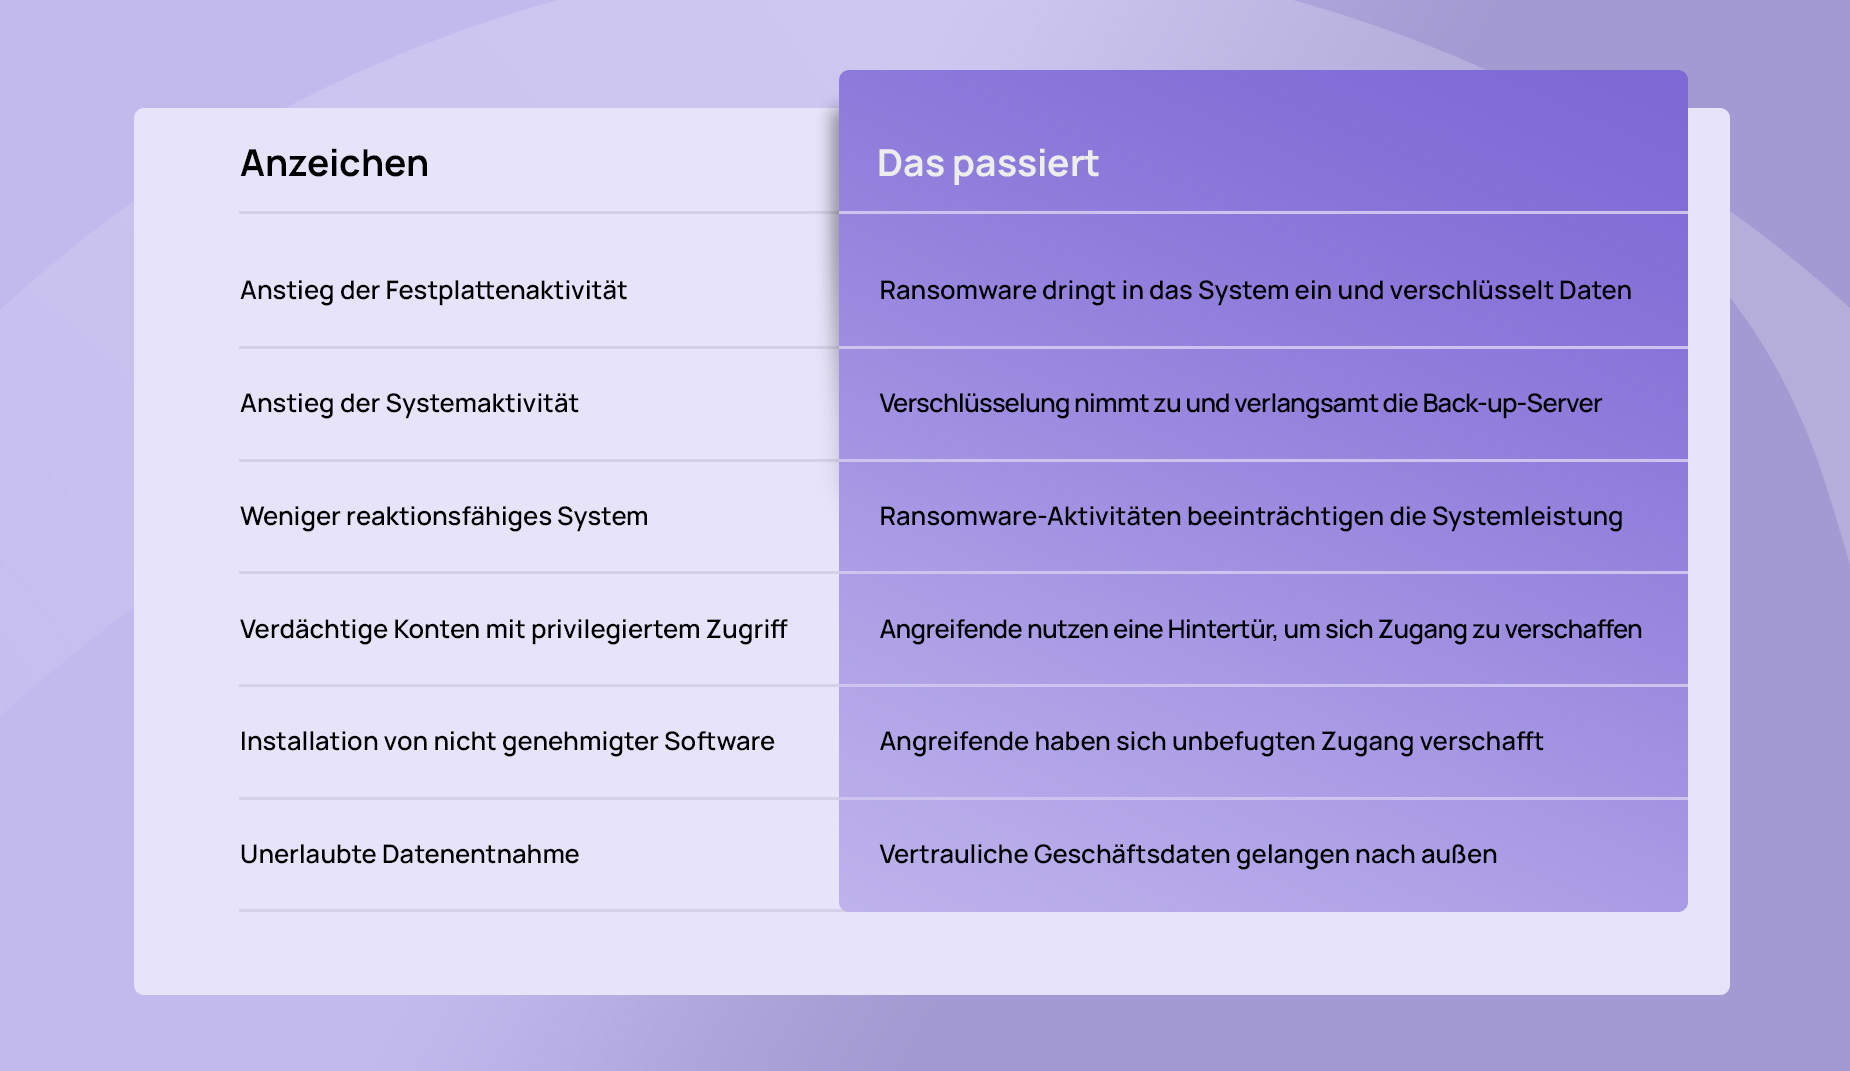 Anzeichen
Das passiert
Anstieg der Festplattenaktivität
Ransomware dringt in das System ein und verschlüsselt Daten
Anstieg der Systemaktivität
Verschlüsselung nimmt zu und verlangsamt die Back-up-Server
Weniger reaktionsfähiges System
Ransomware-Aktivitäten beeinträchtigen die Systemleistung
Verdächtige Konten mit privilegiertem Zugriff
Angreifende nutzen eine Hintertür, um sich Zugang zu verschaffen
Installation von nicht genehmigter Software
Angreifende haben sich unbefugten Zugang verschafft
Unerlaubte Datenentnahme
Vertrauliche Geschäftsdaten gelangen nach außen